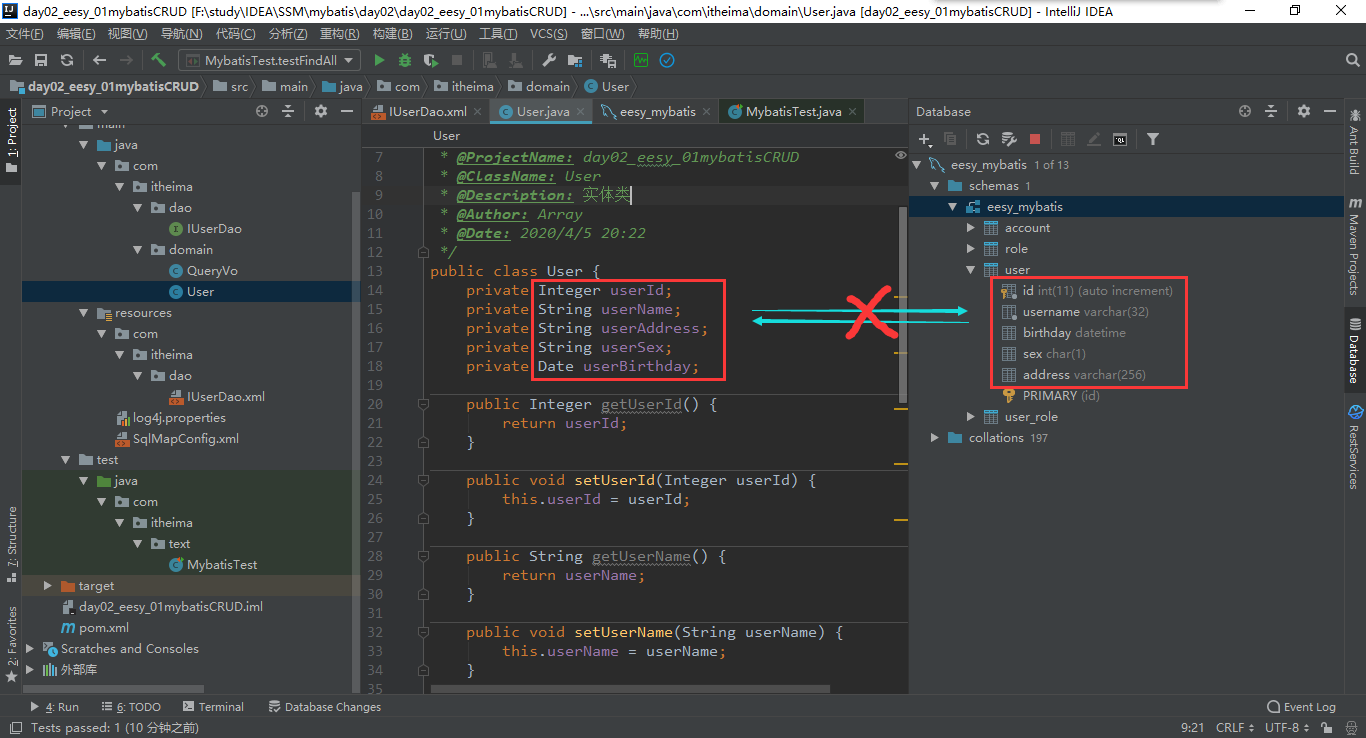 day02_eesy_01mybatisCRUD [F:\study\IDEA\SSM\mybatis\day02\day02_eesy_01mybatisCRUD] - ...\src\main\java\com\itheima\domain\User.java [day02_eesy_01mybatisCRUD] - IntelliJ IDEA
文件(F) 编辑(E) 视图(V) 导航(N) 代码(C) 分析(Z) 重构(R) 构建(B) 运行(U) 工具(T) VCS(S) 窗口(W) 帮助(H)
MybatisTest.testFindAll
day02_eesy_01mybatisCRUD src main java com itheima domain User
1: Project
7: Structure
2: Favorites
Project
main
java
com
itheima
dao
IUserDao
domain
QueryVo
User
resources
com
itheima
dao
IUserDao.xml
log4j.properties
SqlMapConfig.xml
test
java
com
itheima
text
MybatisTest
target
day02_eesy_01mybatisCRUD.iml
pom.xml
Scratches and Consoles
外部库
IUserDao.xml User.java eesy_mybatis MybatisTest.java
User
7 * @ProjectName: day02_eesy_01mybatisCRUD
8 * @ClassName: User
9 * @Description: 实体类
10 * @Author: Array
11 * @Date: 2020/4/5 20:22
12 */
13 public class User {
14 private Integer userId;
15 private String userName;
16 private String userAddress;
17 private String userSex;
18 private Date userBirthday;
19
20 public Integer getUserId() {
21 return userId;
22 }
23
24 public void setUserId(Integer userId) {
25 this.userId = userId;
26 }
27
28 public String getUserName() {
29 return userName;
30 }
31
32 public void setUserName(String userName) {
33 this.userName = userName;
34 }
35
Database
eesy_mybatis 1 of 13
schemas 1
eesy_mybatis
account
role
user
id int(11) (auto increment)
username varchar(32)
birthday datetime
sex char(1)
address varchar(256)
PRIMARY (id)
user_role
collations 197
Ant Build
Maven Projects
Database
RestServices
4: Run 6: TODO Terminal Database Changes Event Log
Tests passed: 1 (10 分钟之前) 9:21 CRLF UTF-8